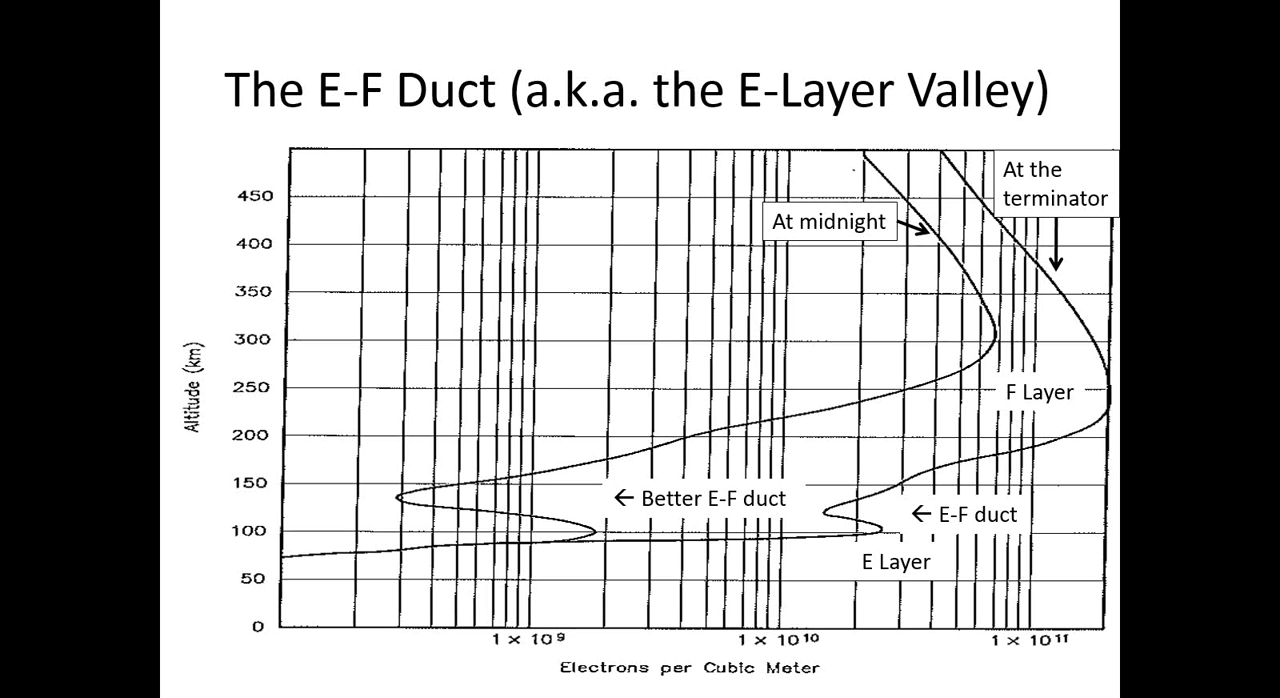 The E-F Duct (a.k.a. the E-Layer Valley)
At the
terminator
At midnight
450
400
350
300
250
200
150
100
50
0
Altitude (km)
F Layer
← Better E-F duct
← E-F duct
E Layer
1 × 10⁹
1 × 10¹⁰
1 × 10¹¹
Electrons per Cubic Meter